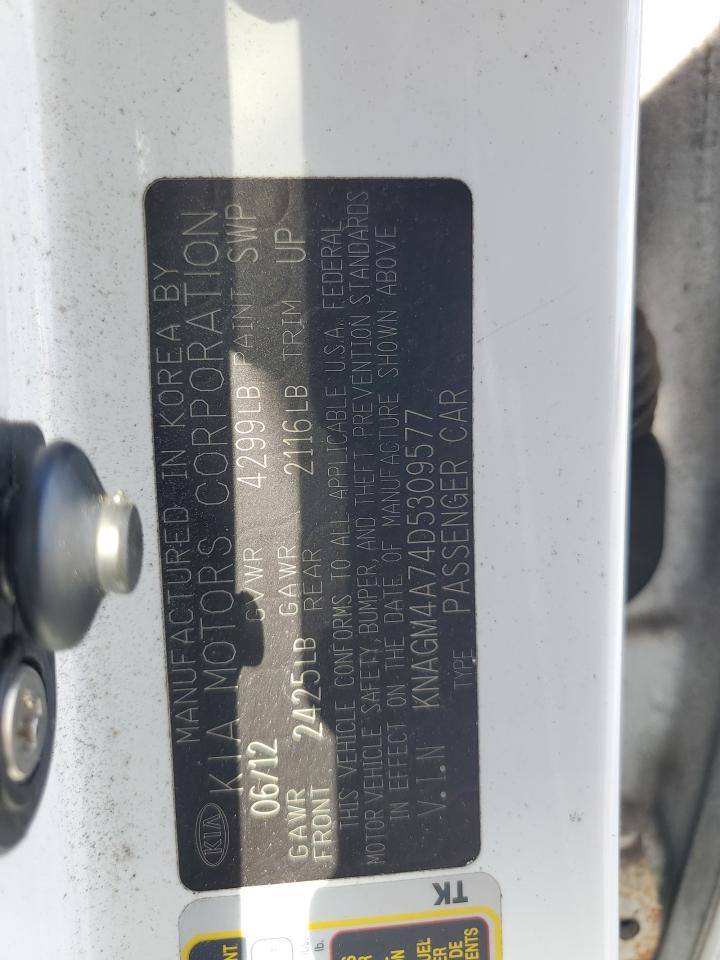 MANUFACTURED IN KOREA BY
KIA KIA MOTORS CORPORATION
06/12 GVWR 4299LB PAINT SWP
GAWR FRONT 2425LB GAWR REAR 2116LB TRIM UP
THIS VEHICLE CONFORMS TO ALL APPLICABLE U.S.A. FEDERAL
MOTOR VEHICLE SAFETY, BUMPER, AND THEFT PREVENTION STANDARDS
IN EFFECT ON THE DATE OF MANUFACTURE SHOWN ABOVE
V.I.N KNAGM4A74D5309577
TYPE PASSENGER CAR
TK
lb.